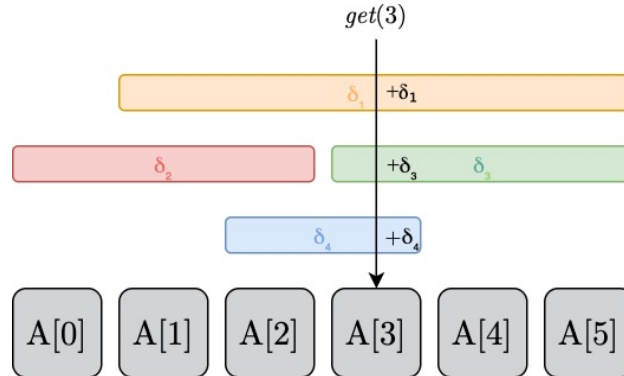 get(3)
δ₁ +δ₁
δ₂ +δ₃ δ₃
δ₄ +δ₄
A[0] A[1] A[2] A[3] A[4] A[5]